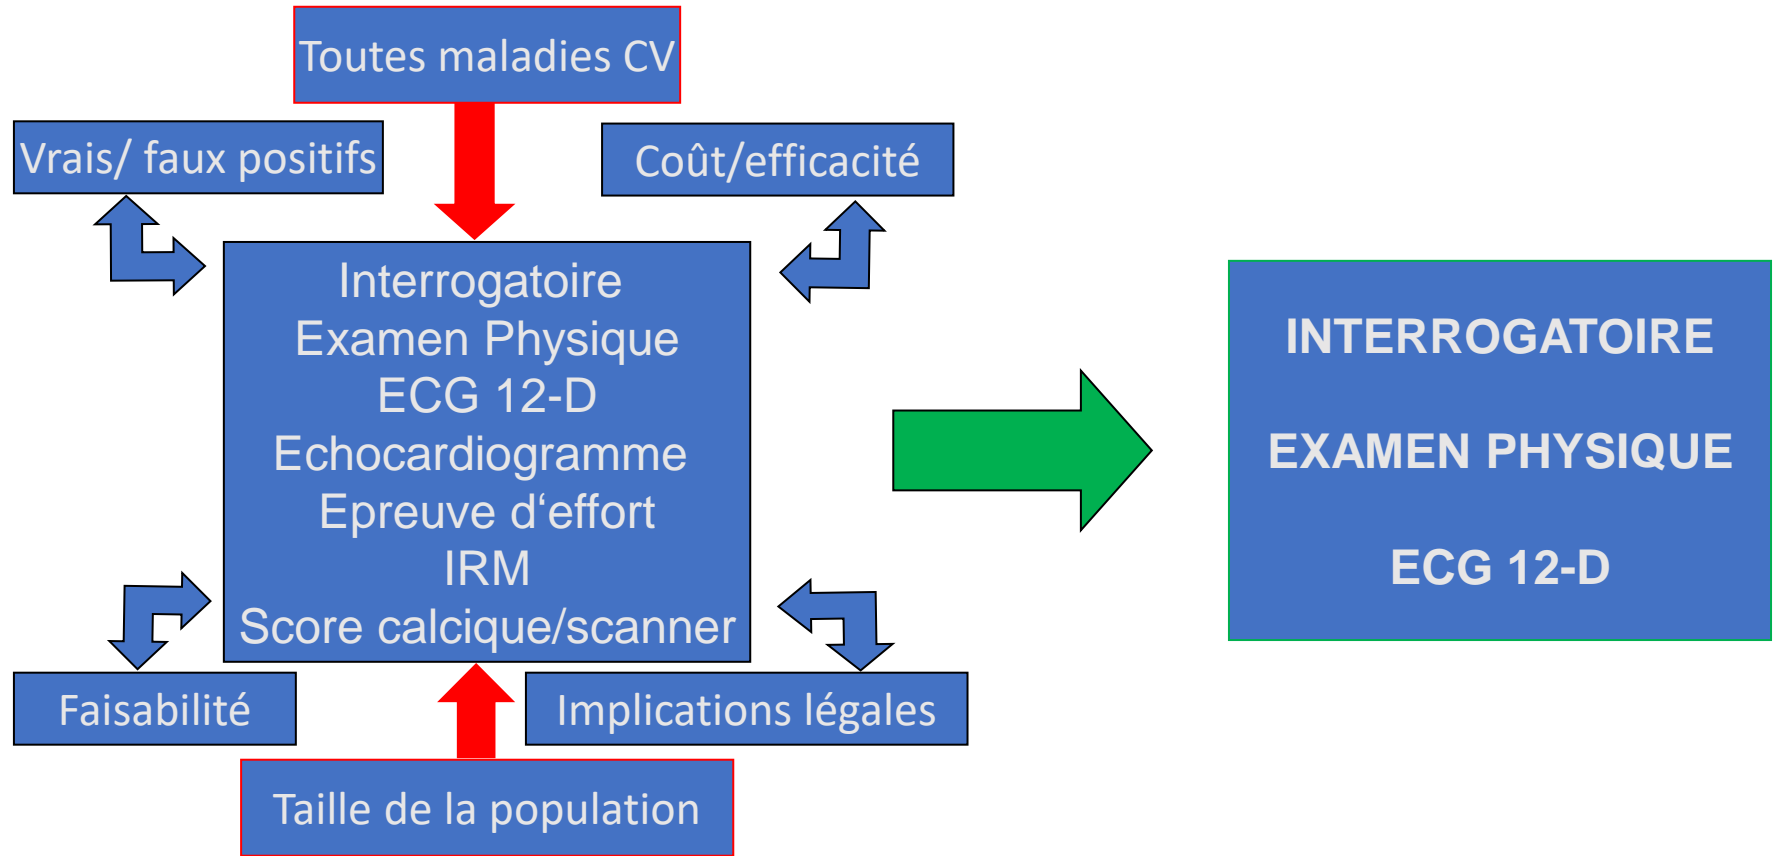 Toutes maladies CV
Vrais/ faux positifs
Coût/efficacité
Interrogatoire
Examen Physique
ECG 12-D
Echocardiogramme
Epreuve d‘effort
IRM
Score calcique/scanner
Faisabilité
Implications légales
Taille de la population
INTERROGATOIRE
EXAMEN PHYSIQUE
ECG 12-D